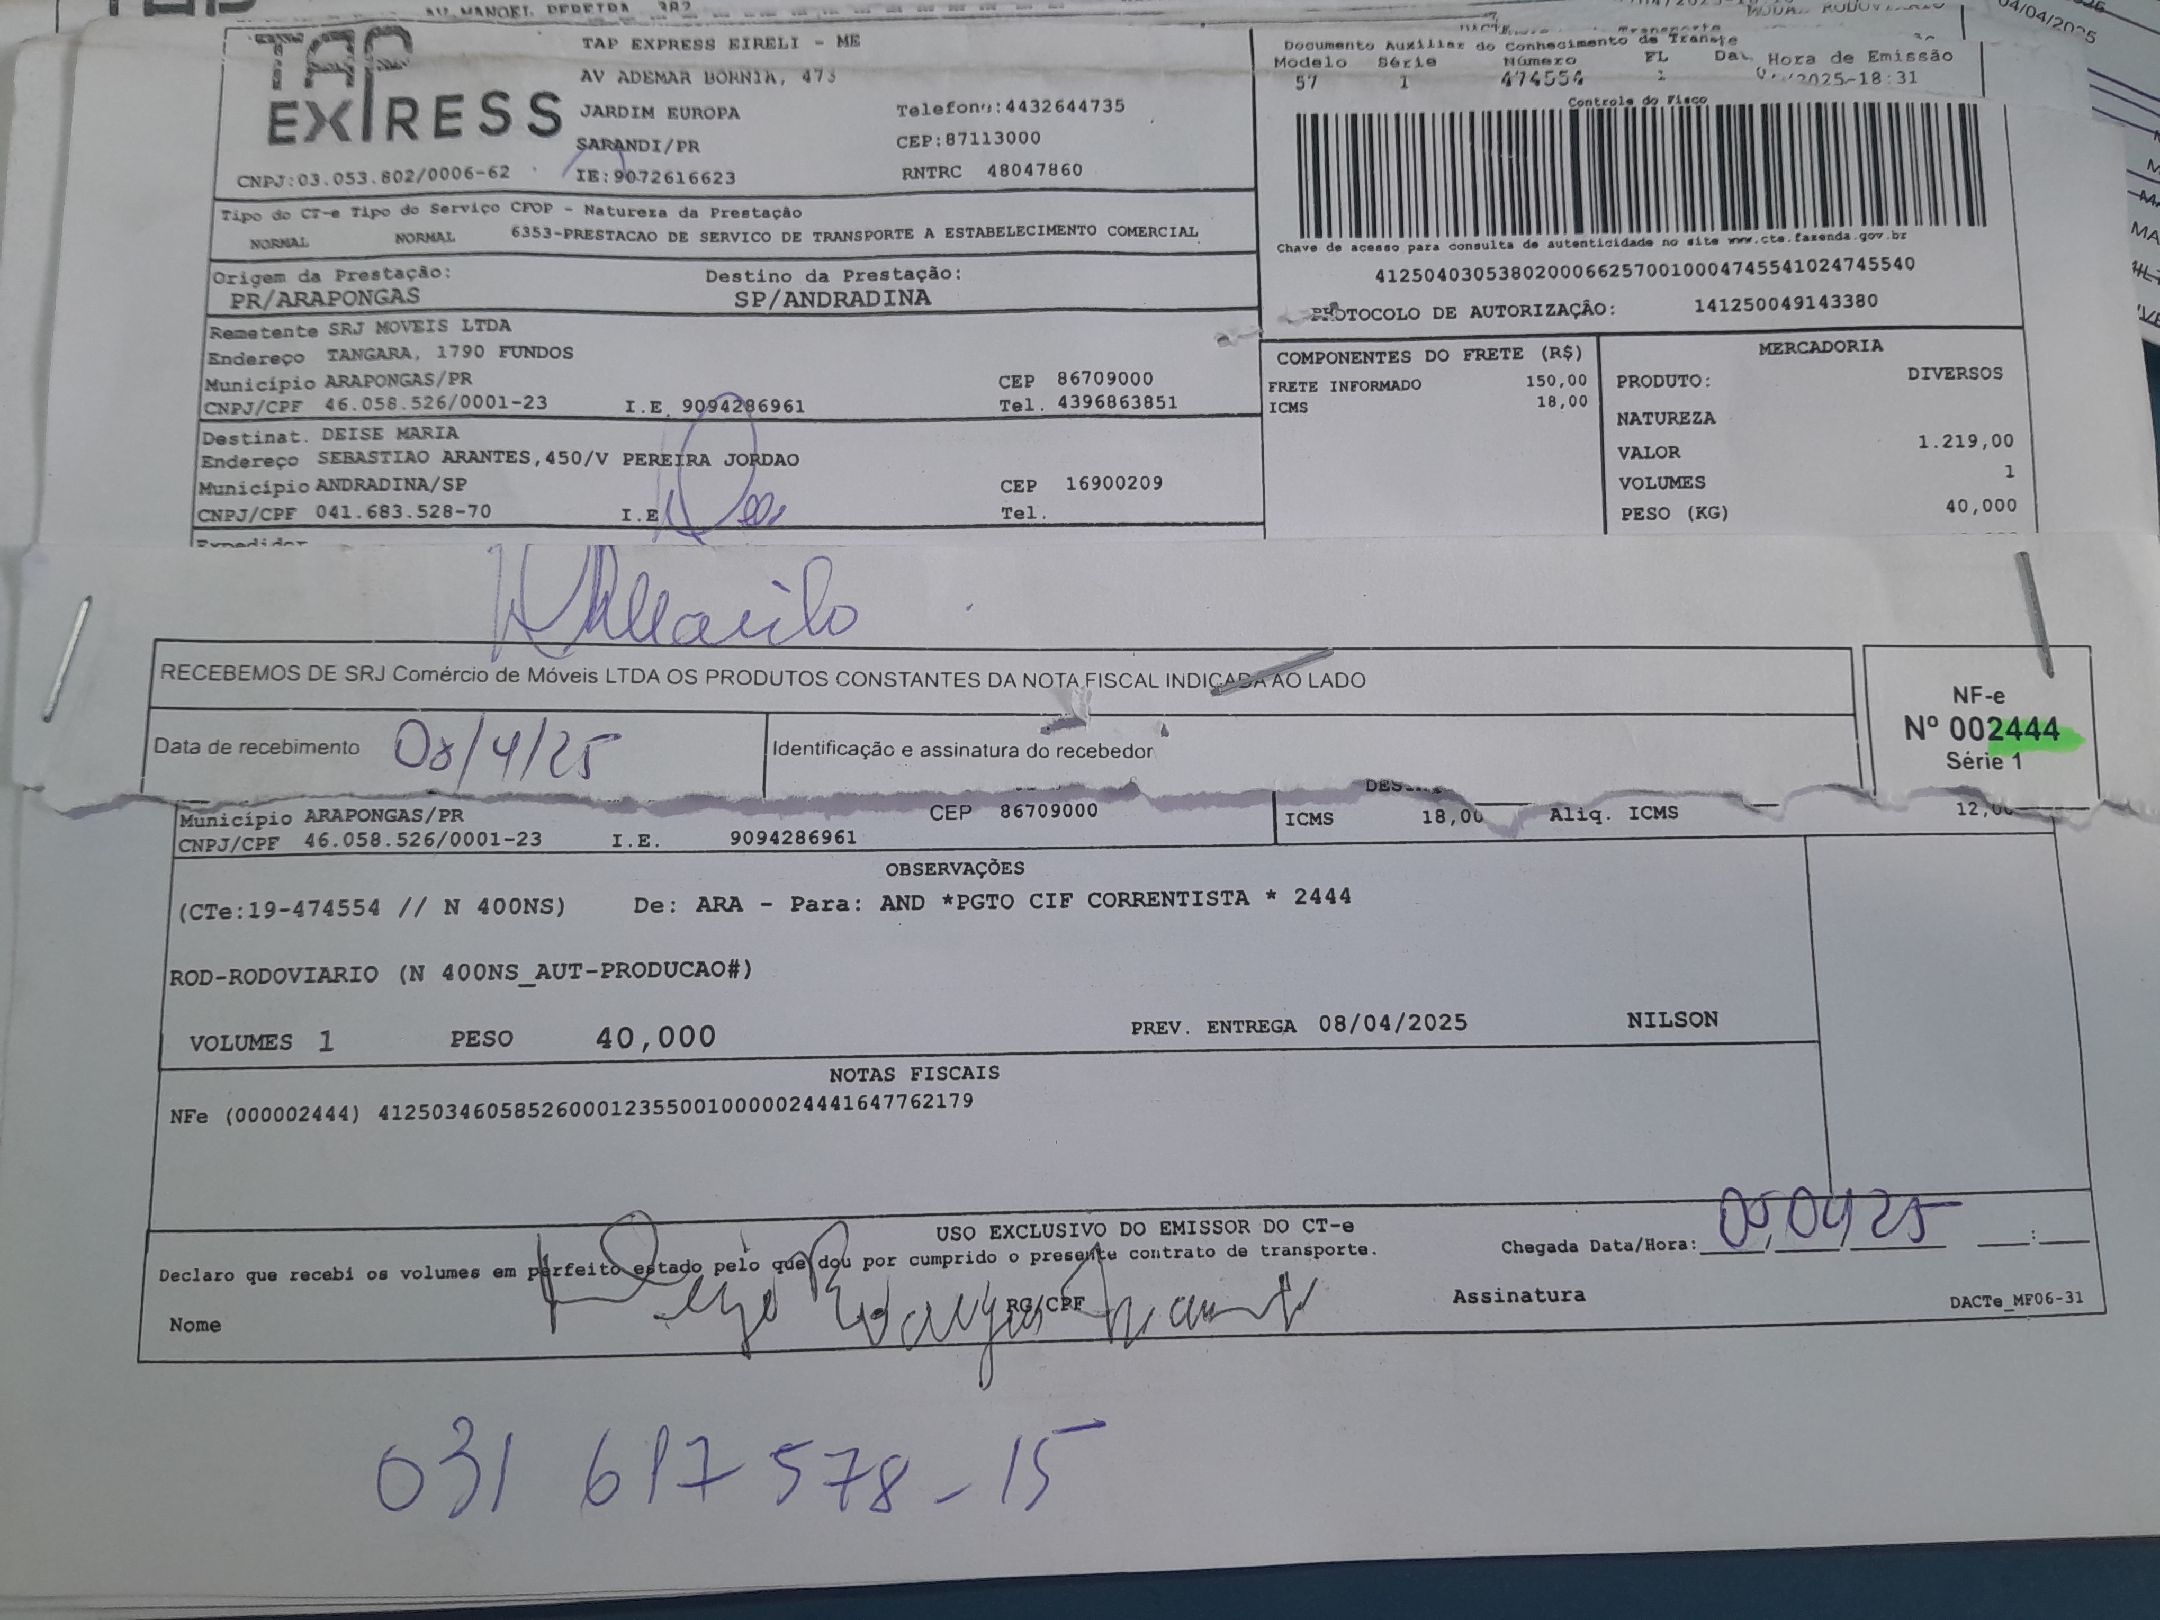 AV MANOEL PEREIRA 382
04/04/2025
TAP EXPRESS
TAP EXPRESS EIRELI - ME
AV ADEMAR BORNIA, 473
JARDIM EUROPA
Telefone:4432644735
SARANDI/PR
CEP:87113000
CNPJ:03.053.802/0006-62
IE:9072616623
RNTRC 48047860
Documento Auxiliar do Conhecimento de
Modelo Série Número FL Hora de Emissão
57 1 474554 1 /2025-18:31
Controle do Fisco
Chave de acesso para consulta de autenticidade no site www.cte.fazenda.gov.br
41250403053802000662570010004745541024745540
PROTOCOLO DE AUTORIZAÇÃO: 141250049143380
Tipo do CT-e Tipo do Serviço CFOP - Natureza da Prestação
NORMAL NORMAL 6353-PRESTACAO DE SERVICO DE TRANSPORTE A ESTABELECIMENTO COMERCIAL
Origem da Prestação: Destino da Prestação:
PR/ARAPONGAS SP/ANDRADINA
Remetente SRJ MOVEIS LTDA
Endereço TANGARA, 1790 FUNDOS
Município ARAPONGAS/PR CEP 86709000
CNPJ/CPF 46.058.526/0001-23 I.E. 9094286961 Tel. 4396863851
Destinat. DEISE MARIA
Endereço SEBASTIAO ARANTES,450/V PEREIRA JORDAO
Município ANDRADINA/SP CEP 16900209
CNPJ/CPF 041.683.528-70 I.E Tel.
Expedidor
COMPONENTES DO FRETE (R$)
FRETE INFORMADO 150,00
ICMS 18,00
MERCADORIA
PRODUTO: DIVERSOS
NATUREZA
VALOR 1.219,00
VOLUMES 1
PESO (KG) 40,000
RECEBEMOS DE SRJ Comércio de Móveis LTDA OS PRODUTOS CONSTANTES DA NOTA FISCAL INDICADA AO LADO
Data de recebimento 08/4/25
Identificação e assinatura do recebedor
NF-e
Nº 002444
Série 1
Município ARAPONGAS/PR CEP 86709000
CNPJ/CPF 46.058.526/0001-23 I.E. 9094286961
ICMS 18,00 Aliq. ICMS 12,00
OBSERVAÇÕES
(CTe:19-474554 // N 400NS) De: ARA - Para: AND *PGTO CIF CORRENTISTA * 2444
ROD-RODOVIARIO (N 400NS_AUT-PRODUCAO#)
VOLUMES 1 PESO 40,000 PREV. ENTREGA 08/04/2025 NILSON
NOTAS FISCAIS
NFe (000002444) 41250346058526000123550010000024441647762179
USO EXCLUSIVO DO EMISSOR DO CT-e
Declaro que recebi os volumes em perfeito estado pelo que dou por cumprido o presente contrato de transporte.
Chegada Data/Hora: 08,04,25 :
Nome RG/CPF Assinatura DACTe_MF06-31
031 617 578-15